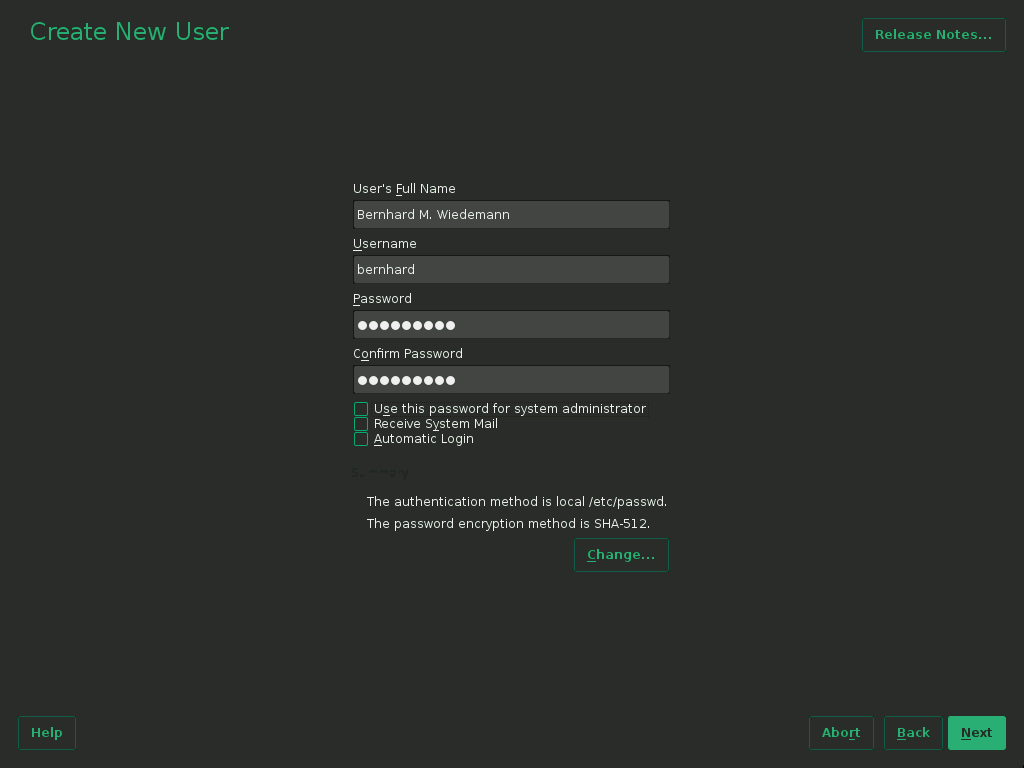 Create New User
Release Notes...
User's Full Name
Bernhard M. Wiedemann
Username
bernhard
Password
●●●●●●●●●
Confirm Password
●●●●●●●●●
Use this password for system administrator
Receive System Mail
Automatic Login
Summary
The authentication method is local /etc/passwd.
The password encryption method is SHA-512.
Change...
Help
Abort
Back
Next